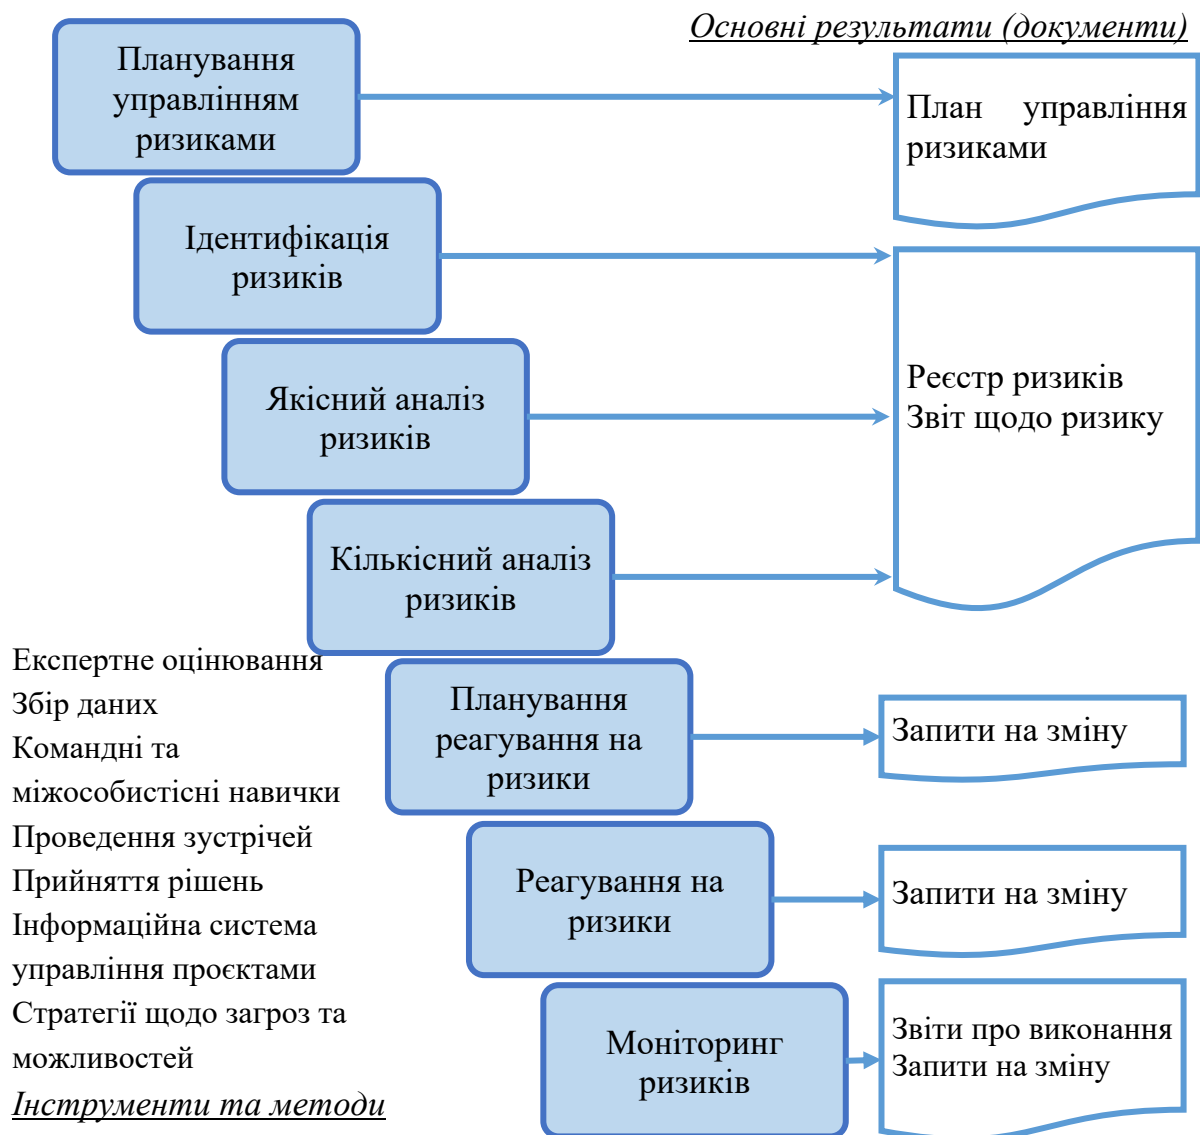 Основні результати (документи)
Планування
управлінням
ризиками
План управління
ризиками
Ідентифікація
ризиків
Якісний аналіз
ризиків
Реєстр ризиків
Звіт щодо ризику
Кількісний аналіз
ризиків
Експертне оцінювання
Збір даних
Командні та
міжособистісні навички
Проведення зустрічей
Прийняття рішень
Інформаційна система
управління проєктами
Стратегії щодо загроз та
можливостей
Інструменти та методи
Планування
реагування на
ризики
Запити на зміну
Реагування на
ризики
Запити на зміну
Моніторинг
ризиків
Звіти про виконання
Запити на зміну